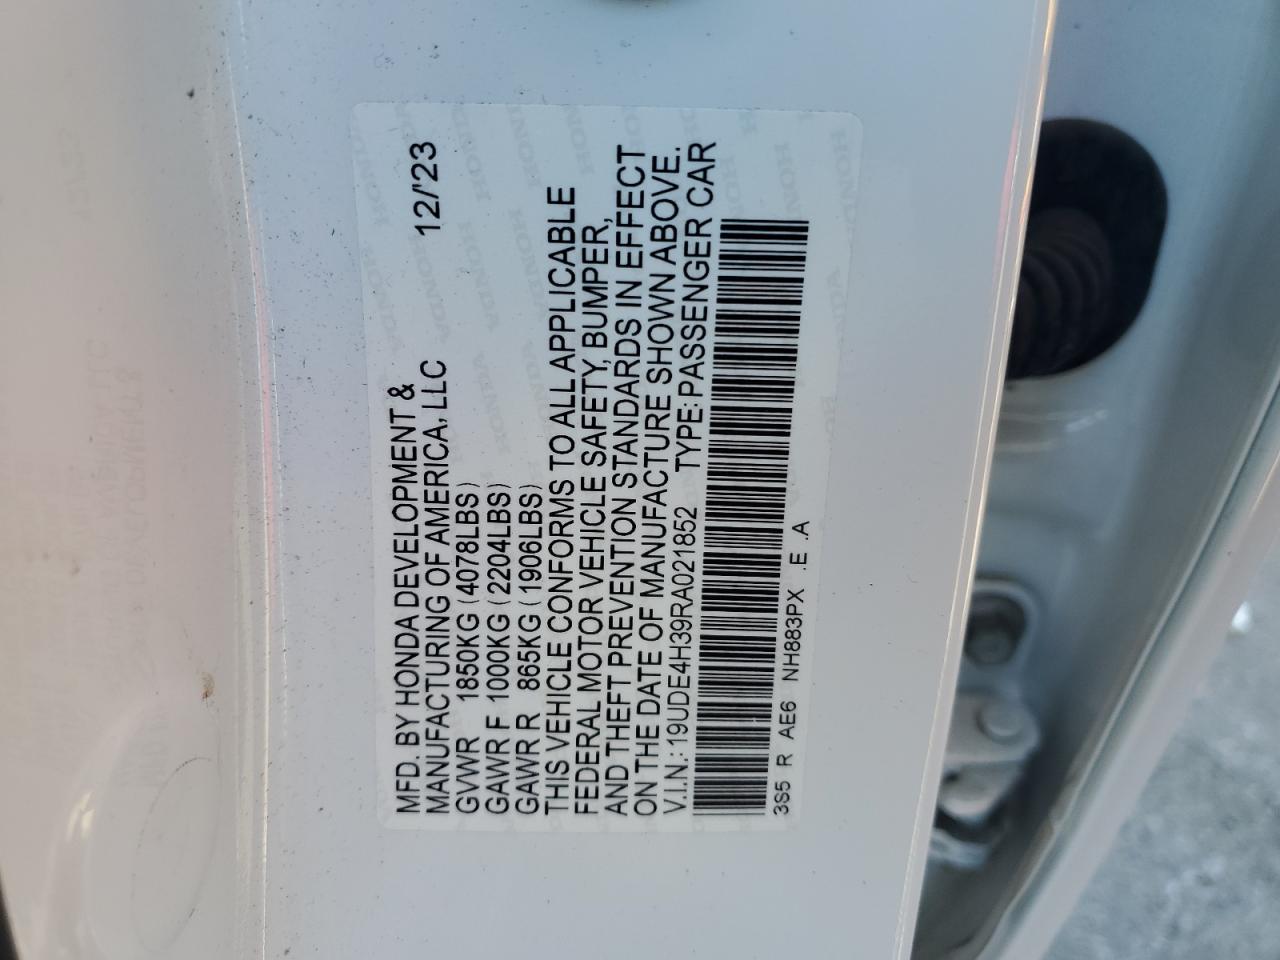 MFD. BY HONDA DEVELOPMENT &
MANUFACTURING OF AMERICA, LLC 12/'23
GVWR 1850KG (4078LBS)
GAWR F 1000KG (2204LBS)
GAWR R 865KG (1906LBS)
THIS VEHICLE CONFORMS TO ALL APPLICABLE
FEDERAL MOTOR VEHICLE SAFETY, BUMPER,
AND THEFT PREVENTION STANDARDS IN EFFECT
ON THE DATE OF MANUFACTURE SHOWN ABOVE.
V.I.N.: 19UDE4H39RA021852 TYPE: PASSENGER CAR
3S5 R AE6 NH883PX .E .A